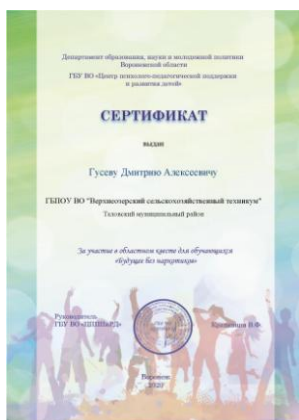 Департамент образования, науки и молодежной политики
Воронежской области
ГБУ ВО «Центр психолого-педагогической поддержки
и развития детей»
СЕРТИФИКАТ
выдан
Гусеву Дмитрию Алексеевичу
ГБПОУ ВО "Верхнеозерский сельскохозяйственный техникум"
Таловский муниципальный район
За участие в областном квесте для обучающихся
«Будущее без наркотиков»
Руководитель
ГБУ ВО «ЦПППиРД»
Воронеж